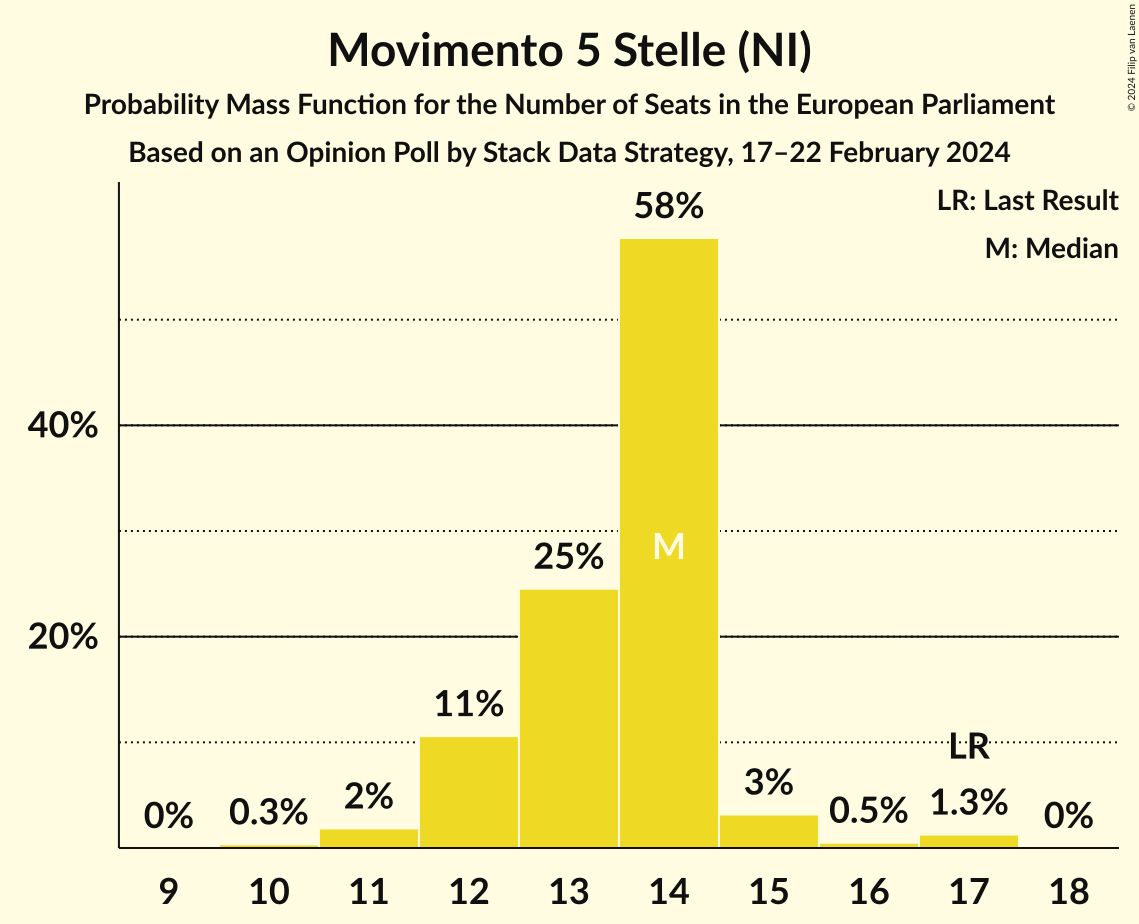 Movimento 5 Stelle (NI)
Probability Mass Function for the Number of Seats in the European Parliament
Based on an Opinion Poll by Stack Data Strategy, 17–22 February 2024
© 2024 Filip van Laenen
LR: Last Result
M: Median
58%
40%
M
25%
20%
11%
LR
2%
3%
0%
0.3%
0.5%
1.3%
0%
9 10 11 12 13 14 15 16 17 18